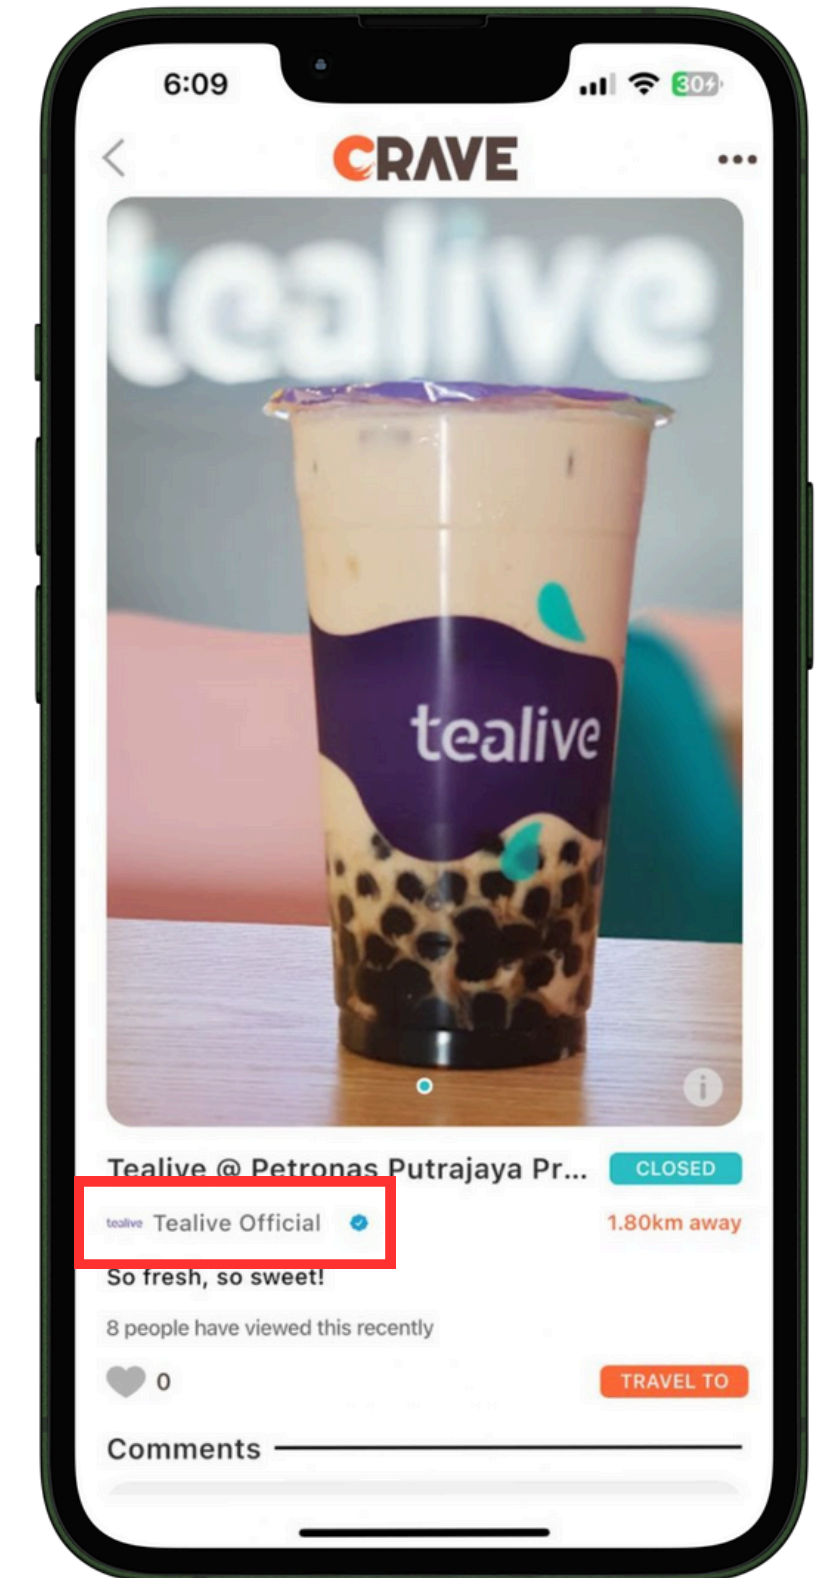 6:09
30
CRAVE
tealive
tealive
Tealive @ Petronas Putrajaya Pr...
CLOSED
tealive Tealive Official
1.80km away
So fresh, so sweet!
8 people have viewed this recently
0
TRAVEL TO
Comments